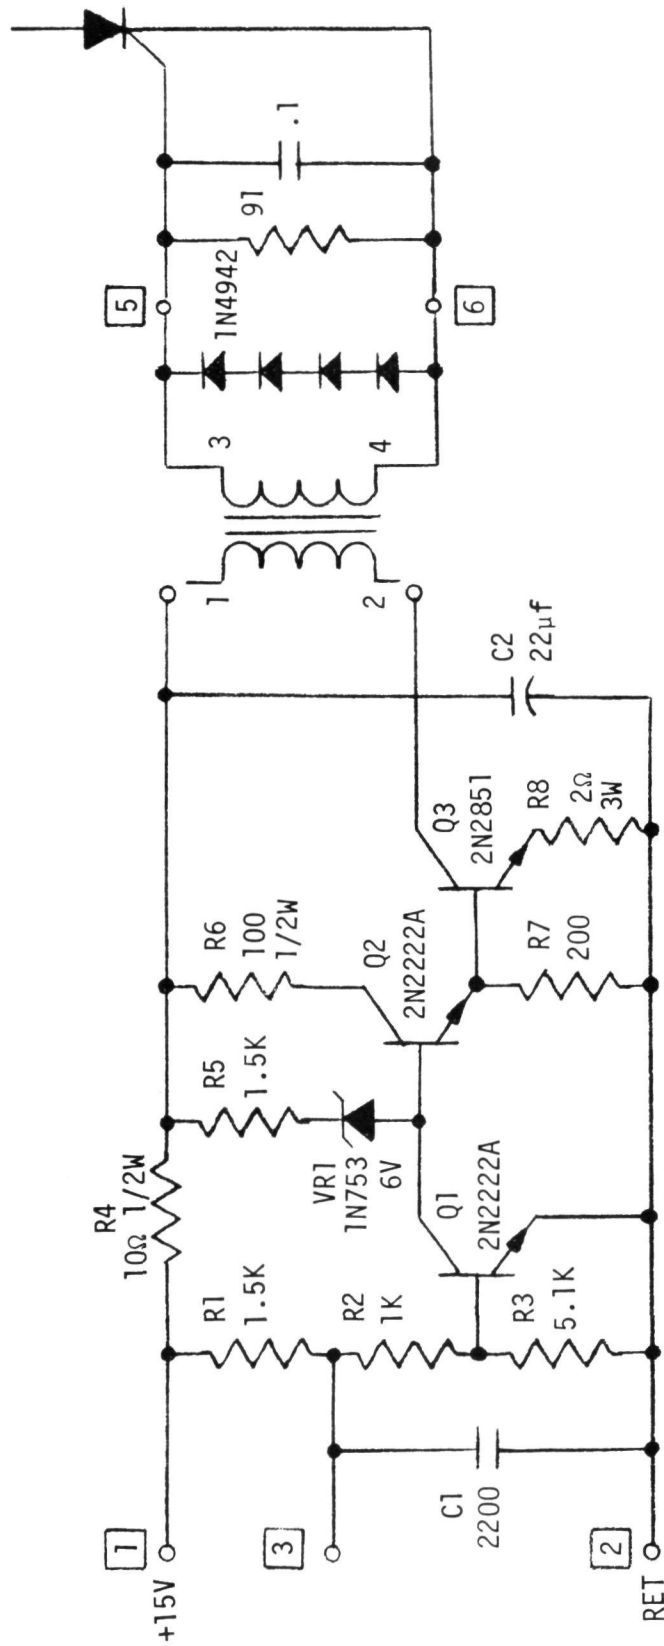 1
+15V
3
2
RET
C1
2200
R1
1.5K
R2
1K
R3
5.1K
R4
10Ω 1/2W
R5
1.5K
VR1
1N753
6V
Q1
2N2222A
R6
100
1/2W
Q2
2N2222A
R7
200
Q3
2N2851
R8
2Ω
3W
C2
22µf
1
2
3
4
1N4942
5
6
91
.1